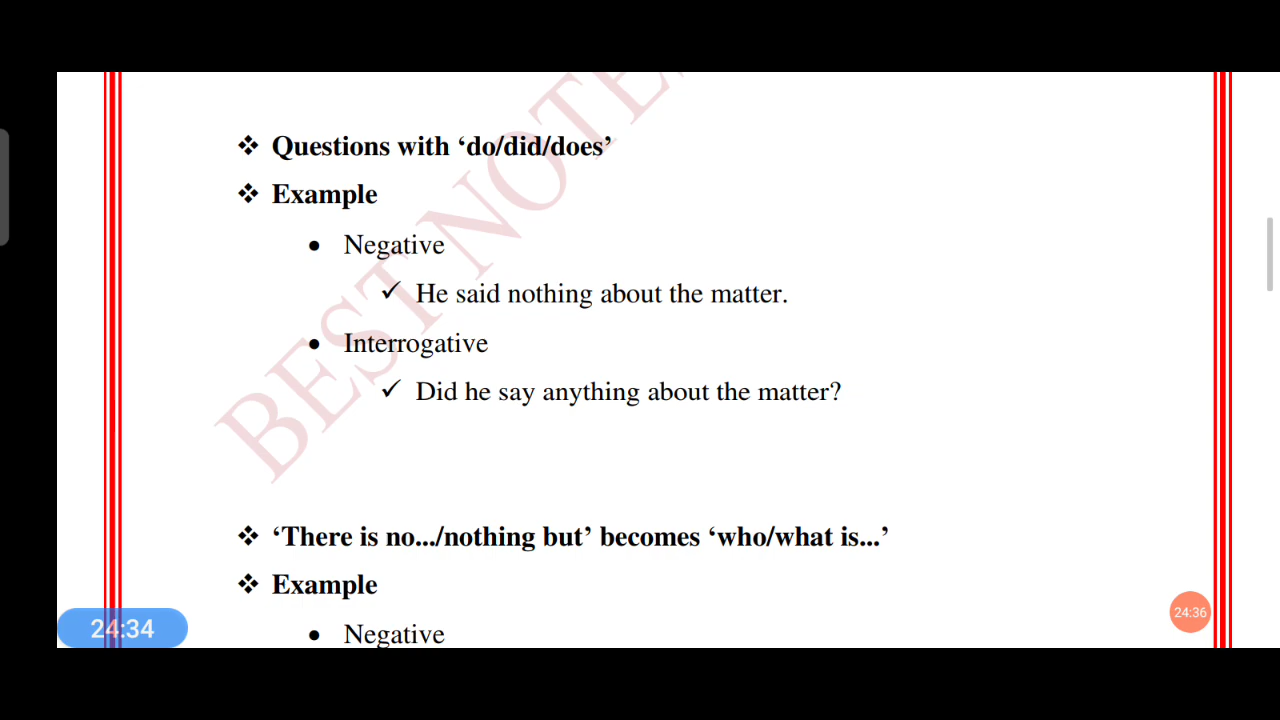 BEST NOTES
❖ Questions with ‘do/did/does’
❖ Example
• Negative
✓ He said nothing about the matter.
• Interrogative
✓ Did he say anything about the matter?
❖ ‘There is no.../nothing but’ becomes ‘who/what is...’
❖ Example
• Negative
24:34
24:36